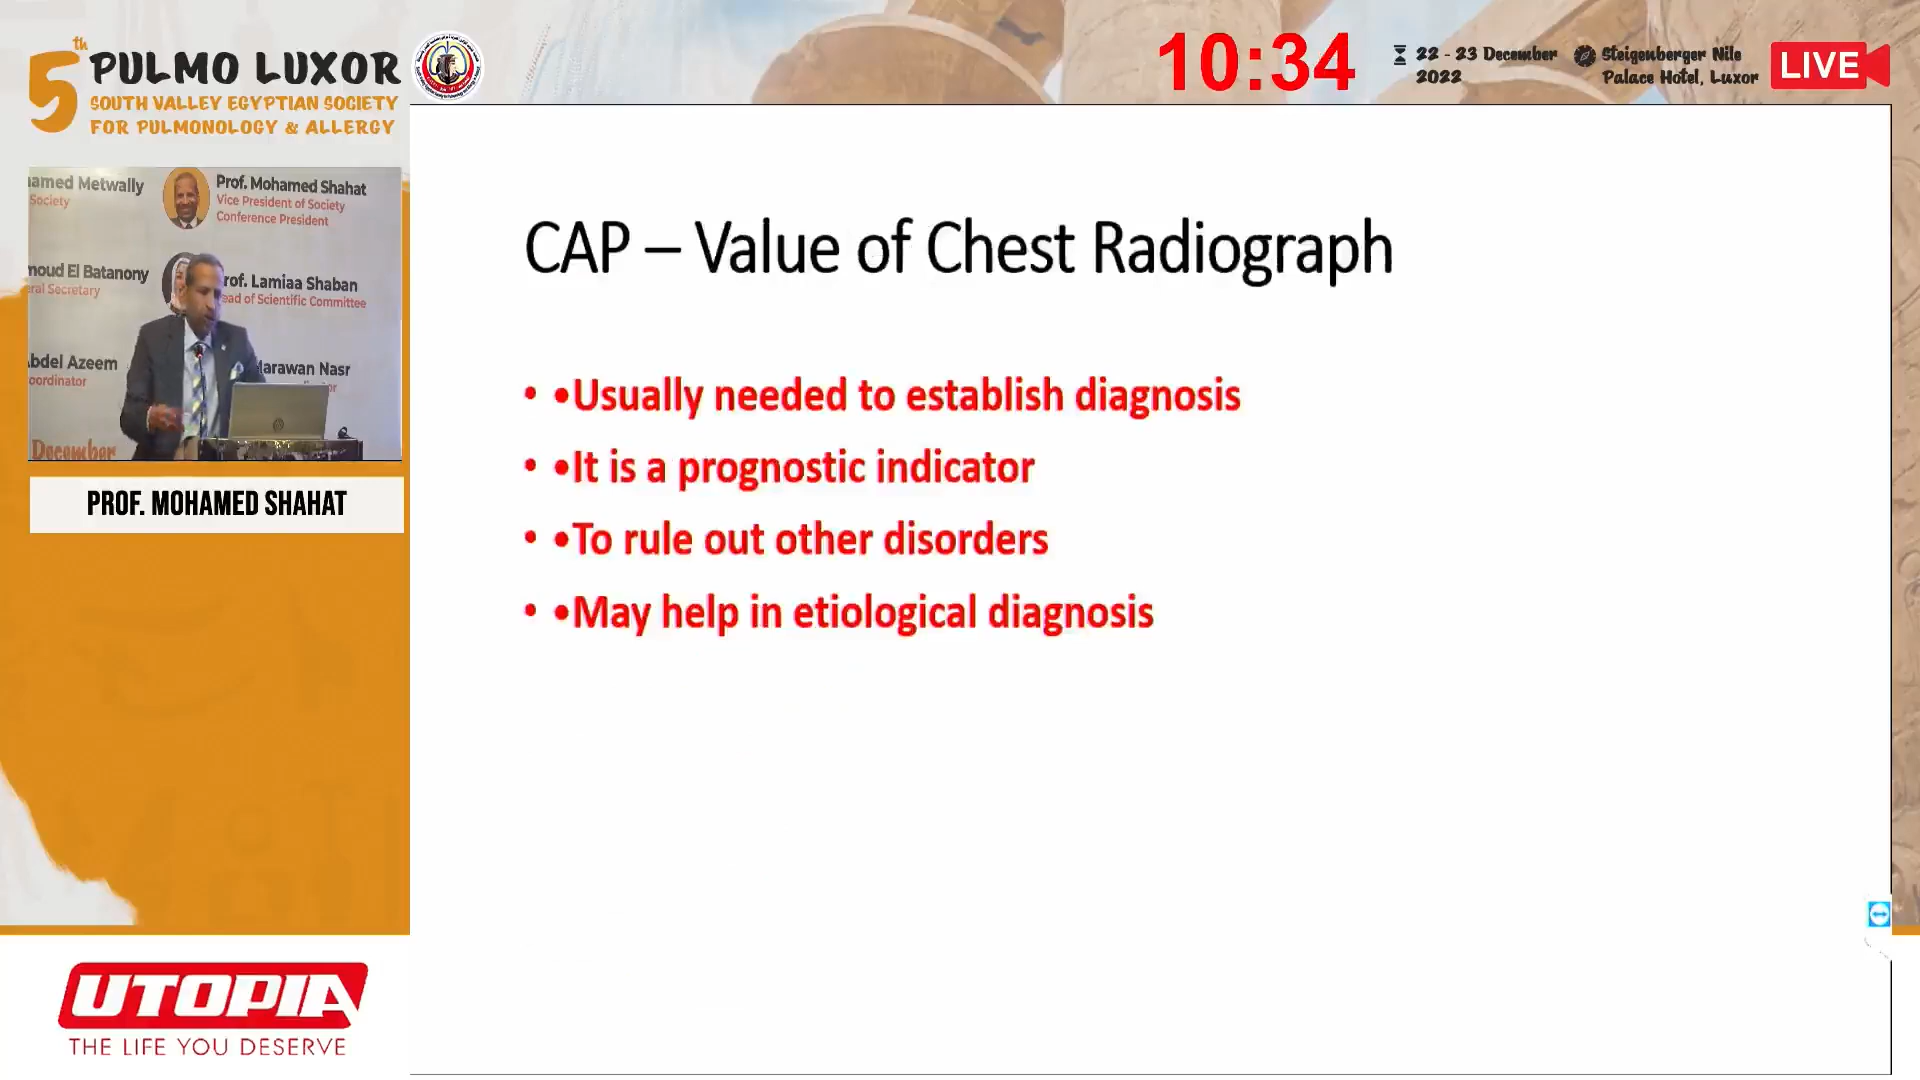 5th PULMO LUXOR
SOUTH VALLEY EGYPTIAN SOCIETY
FOR PULMONOLOGY & ALLERGY
10:34
22 - 23 December
2022
Steigenberger Nile
Palace Hotel, Luxor
LIVE
amed Metwally
Society
Prof. Mohamed Shahat
Vice President of Society
Conference President
moud El Batanony
ral Secretary
rof. Lamiaa Shaban
ead of Scientific Committee
Abdel Azeem
oordinator
Marawan Nasr
December
PROF. MOHAMED SHAHAT
CAP – Value of Chest Radiograph
• •Usually needed to establish diagnosis
• •It is a prognostic indicator
• •To rule out other disorders
• •May help in etiological diagnosis
UTOPIA
THE LIFE YOU DESERVE